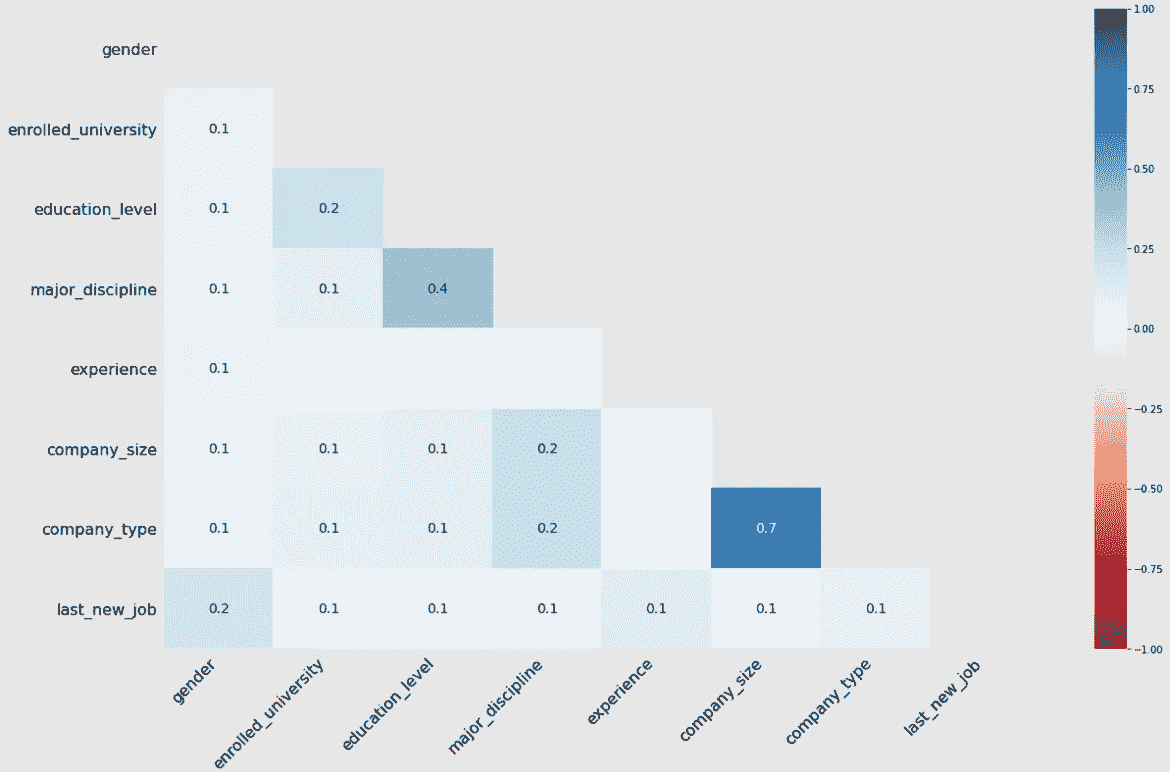 gender
enrolled_university 0.1
education_level 0.1 0.2
major_discipline 0.1 0.1 0.4
experience 0.1
company_size 0.1 0.1 0.1 0.2
company_type 0.1 0.1 0.1 0.2 0.7
last_new_job 0.2 0.1 0.1 0.1 0.1 0.1 0.1
gender enrolled_university education_level major_discipline experience company_size company_type last_new_job
1.00
0.75
0.50
0.25
0.00
−0.25
−0.50
−0.75
−1.00